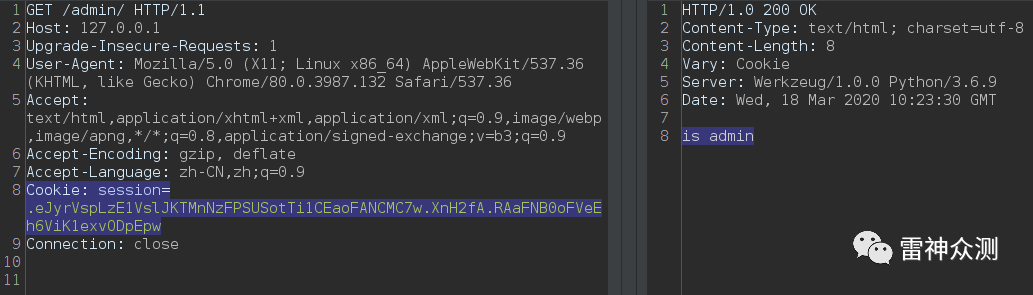 1 GET /admin/ HTTP/1.1
2 Host: 127.0.0.1
3 Upgrade-Insecure-Requests: 1
4 User-Agent: Mozilla/5.0 (X11; Linux x86_64) AppleWebKit/537.36
(KHTML, like Gecko) Chrome/80.0.3987.132 Safari/537.36
5 Accept:
text/html,application/xhtml+xml,application/xml;q=0.9,image/webp
,image/apng,*/*;q=0.8,application/signed-exchange;v=b3;q=0.9
6 Accept-Encoding: gzip, deflate
7 Accept-Language: zh-CN,zh;q=0.9
8 Cookie: session=
.eJyrVspLzE1VslJKTMnNzFPSUSotTi1CEaoFANCMC7w.XnH2fA.RAaFNB0oFVeE
h6ViK1exvODpEpw
9 Connection: close
10
11
1 HTTP/1.0 200 OK
2 Content-Type: text/html; charset=utf-8
3 Content-Length: 8
4 Vary: Cookie
5 Server: Werkzeug/1.0.0 Python/3.6.9
6 Date: Wed, 18 Mar 2020 10:23:30 GMT
7
8 is admin
雷神众测